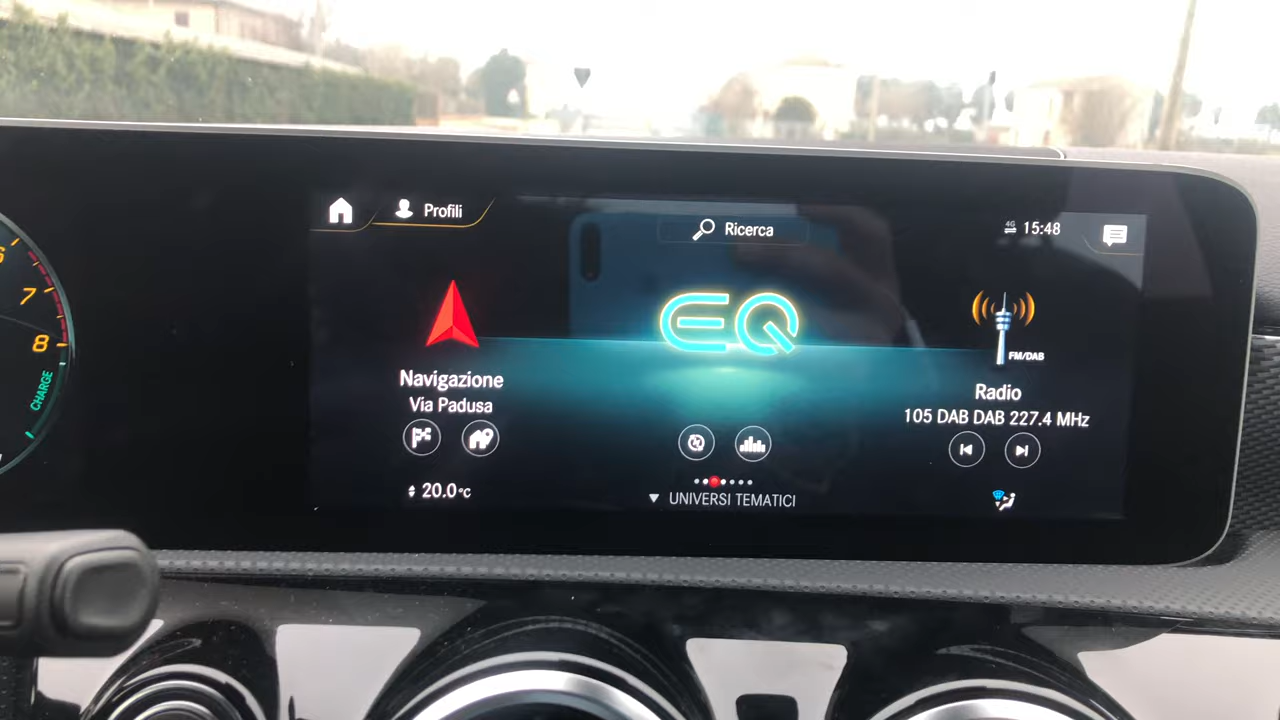 Profili
Ricerca
4G
15:48
6
7
8
CHARGE
EQ
FM/DAB
Navigazione
Via Padusa
Radio
105 DAB DAB 227.4 MHz
20.0°C
UNIVERSI TEMATICI